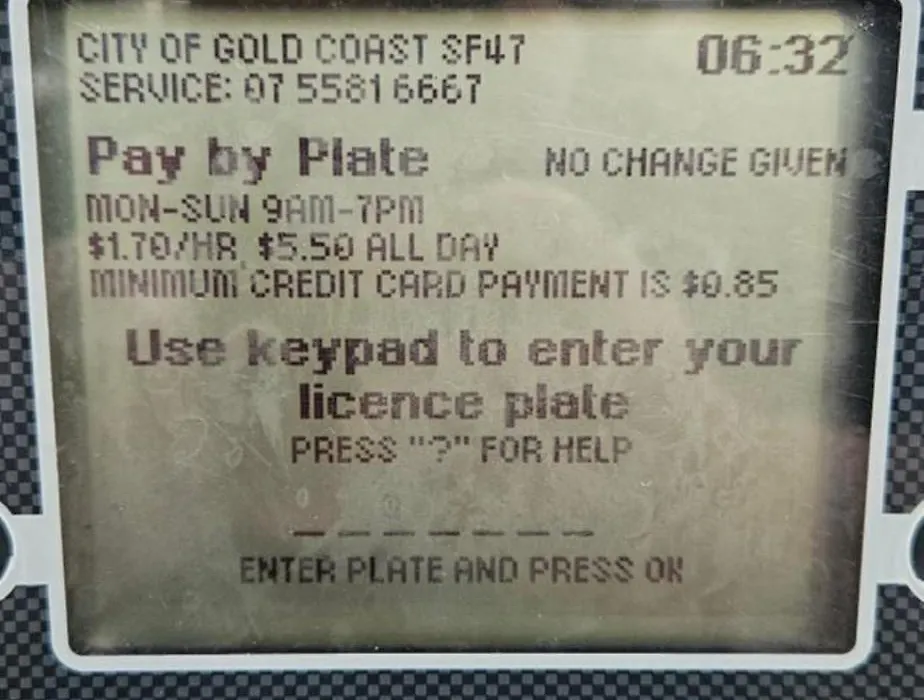 CITY OF GOLD COAST SF47 06:32
SERVICE: 07 55816667
Pay by Plate NO CHANGE GIVEN
MON-SUN 9AM-7PM
$1.70/HR, $5.50 ALL DAY
MINIMUM CREDIT CARD PAYMENT IS $0.85
Use keypad to enter your
licence plate
PRESS "?" FOR HELP
_ _ _ _ _ _ _
ENTER PLATE AND PRESS OK